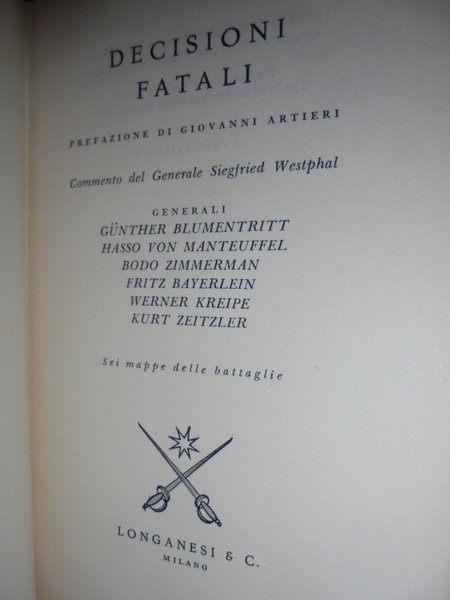 DECISIONI
FATALI
PREFAZIONE DI GIOVANNI ARTIERI
Commento del Generale Siegfried Westphal
GENERALI
GÜNTHER BLUMENTRITT
HASSO VON MANTEUFFEL
BODO ZIMMERMAN
FRITZ BAYERLEIN
WERNER KREIPE
KURT ZEITZLER
Sei mappe delle battaglie
LONGANESI & C.
MILANO